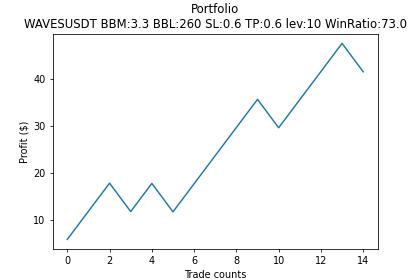 Portfolio
WAVESUSDT BBM:3.3 BBL:260 SL:0.6 TP:0.6 lev:10 WinRatio:73.0
Profit ($)
40
30
20
10
0 2 4 6 8 10 12 14
Trade counts